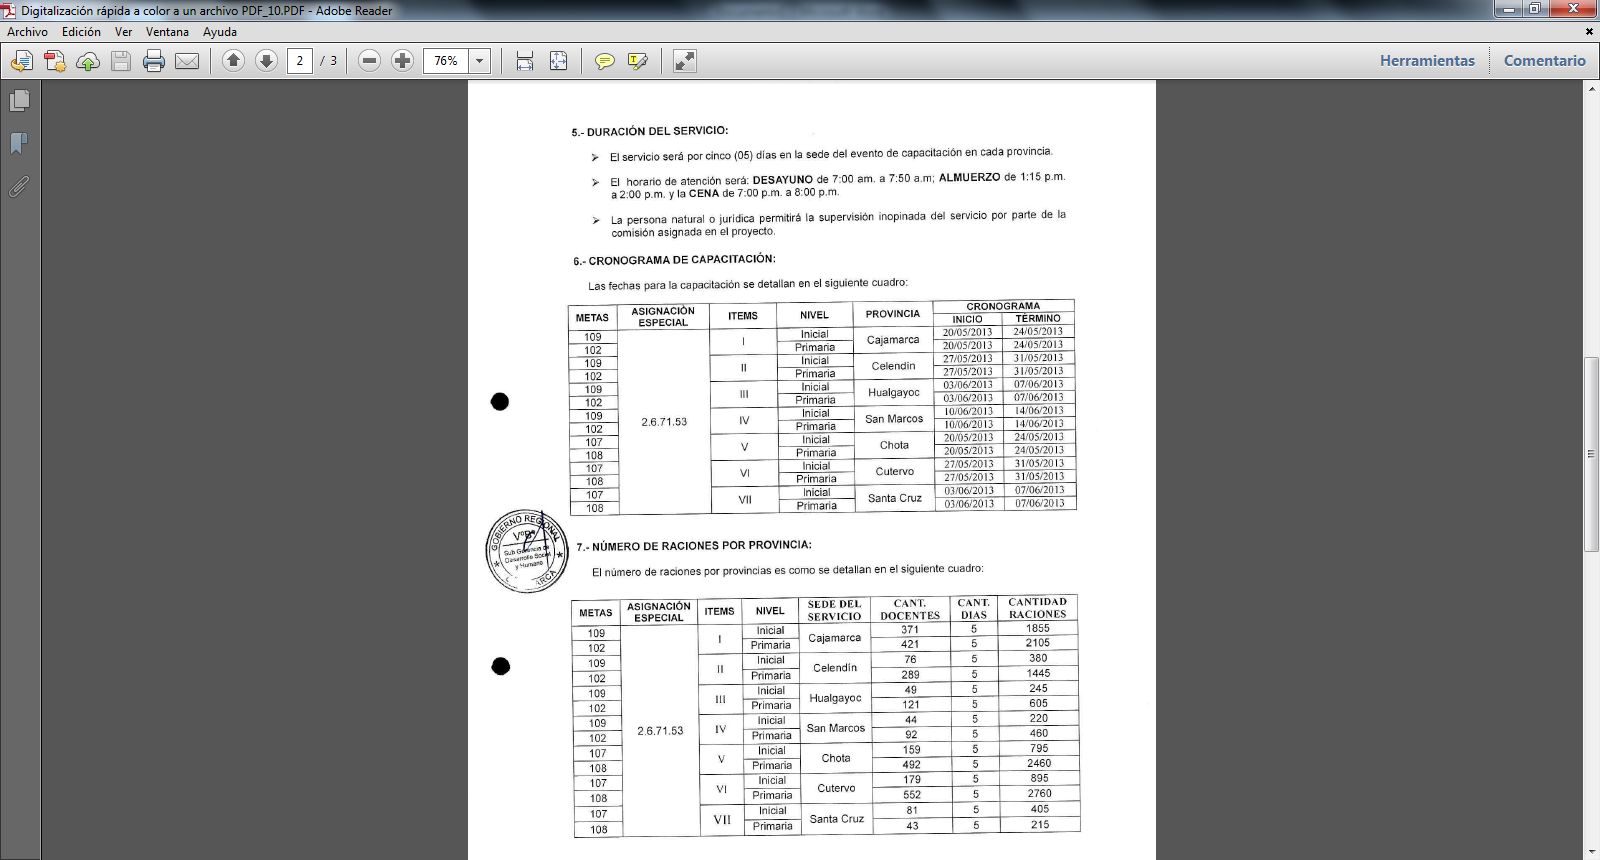 Digitalización rápida a color a un archivo PDF_10.PDF - Adobe Reader
Archivo Edición Ver Ventana Ayuda
2 / 3 76% Herramientas Comentario
5.- DURACIÓN DEL SERVICIO:
➢ El servicio será por cinco (05) días en la sede del evento de capacitación en cada provincia.
➢ El horario de atención será: DESAYUNO de 7:00 am. a 7:50 a.m; ALMUERZO de 1:15 p.m.
a 2:00 p.m. y la CENA de 7:00 p.m. a 8:00 p.m.
➢ La persona natural o jurídica permitirá la supervisión inopinada del servicio por parte de la
comisión asignada en el proyecto.
6.- CRONOGRAMA DE CAPACITACIÓN:
Las fechas para la capacitación se detallan en el siguiente cuadro:
METAS ASIGNACIÓN ESPECIAL ITEMS NIVEL PROVINCIA CRONOGRAMA
INICIO TÉRMINO
109 I Inicial Cajamarca 20/05/2013 24/05/2013
102 Primaria 20/05/2013 24/05/2013
109 II Inicial Celendin 27/05/2013 31/05/2013
102 Primaria 27/05/2013 31/05/2013
109 III Inicial Hualgayoc 03/06/2013 07/06/2013
102 Primaria 03/06/2013 07/06/2013
109 IV Inicial San Marcos 10/06/2013 14/06/2013
102 2.6.71.53 Primaria 10/06/2013 14/06/2013
107 V Inicial Chota 20/05/2013 24/05/2013
108 Primaria 20/05/2013 24/05/2013
107 VI Inicial Cutervo 27/05/2013 31/05/2013
108 Primaria 27/05/2013 31/05/2013
107 VII Inicial Santa Cruz 03/06/2013 07/06/2013
108 Primaria 03/06/2013 07/06/2013
GOBIERNO REGIONAL
V°B°
Sub Gerencia de
Desarrollo Social
y Humano
7.- NÚMERO DE RACIONES POR PROVINCIA:
El número de raciones por provincias es como se detallan en el siguiente cuadro:
METAS ASIGNACIÓN ESPECIAL ITEMS NIVEL SEDE DEL SERVICIO CANT. DOCENTES CANT. DIAS CANTIDAD RACIONES
109 I Inicial Cajamarca 371 5 1855
102 Primaria 421 5 2105
109 II Inicial Celendín 76 5 380
102 Primaria 289 5 1445
109 III Inicial Hualgayoc 49 5 245
102 Primaria 121 5 605
109 IV Inicial San Marcos 44 5 220
102 2.6.71.53 Primaria 92 5 460
107 V Inicial Chota 159 5 795
108 Primaria 492 5 2460
107 VI Inicial Cutervo 179 5 895
108 Primaria 552 5 2760
107 VII Inicial Santa Cruz 81 5 405
108 Primaria 43 5 215